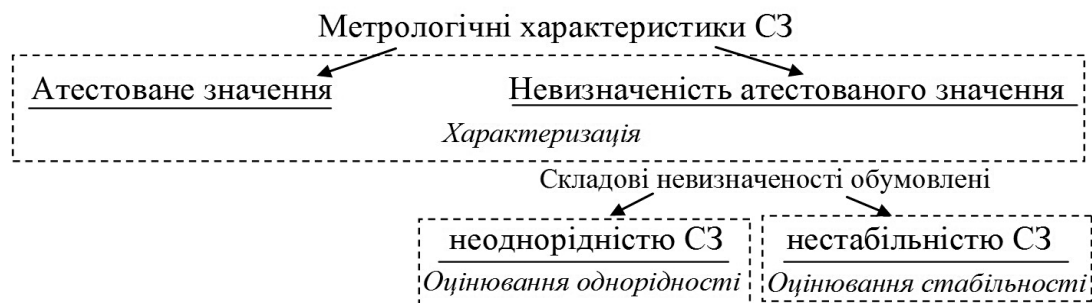 Метрологічні характеристики СЗ
Атестоване значення Невизначеність атестованого значення
Характеризація
Складові невизначеності обумовлені
неоднорідністю СЗ нестабільністю СЗ
Оцінювання однорідності Оцінювання стабільності